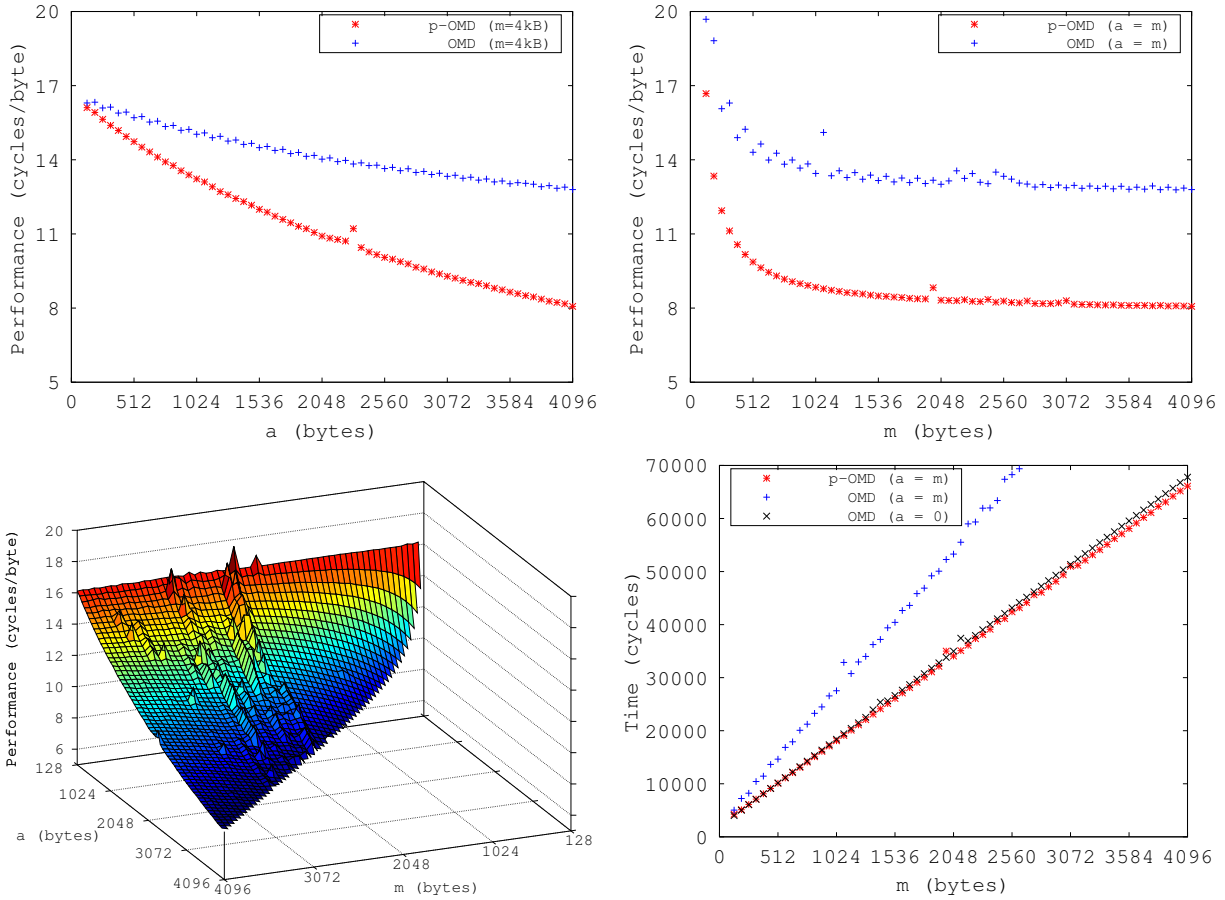 Performance (cycles/byte)
20
17
14
11
8
5
p-OMD (m=4kB)
OMD (m=4kB)
0 512 1024 1536 2048 2560 3072 3584 4096
a (bytes)
Performance (cycles/byte)
20
17
14
11
8
5
p-OMD (a = m)
OMD (a = m)
0 512 1024 1536 2048 2560 3072 3584 4096
m (bytes)
Performance (cycles/byte)
20
18
16
14
12
10
8
6
128
1024
2048
3072
4096
a (bytes)
4096
3072
2048
1024
128
m (bytes)
Time (cycles)
70000
60000
50000
40000
30000
20000
10000
0
p-OMD (a = m)
OMD (a = m)
OMD (a = 0)
0 512 1024 1536 2048 2560 3072 3584 4096
m (bytes)